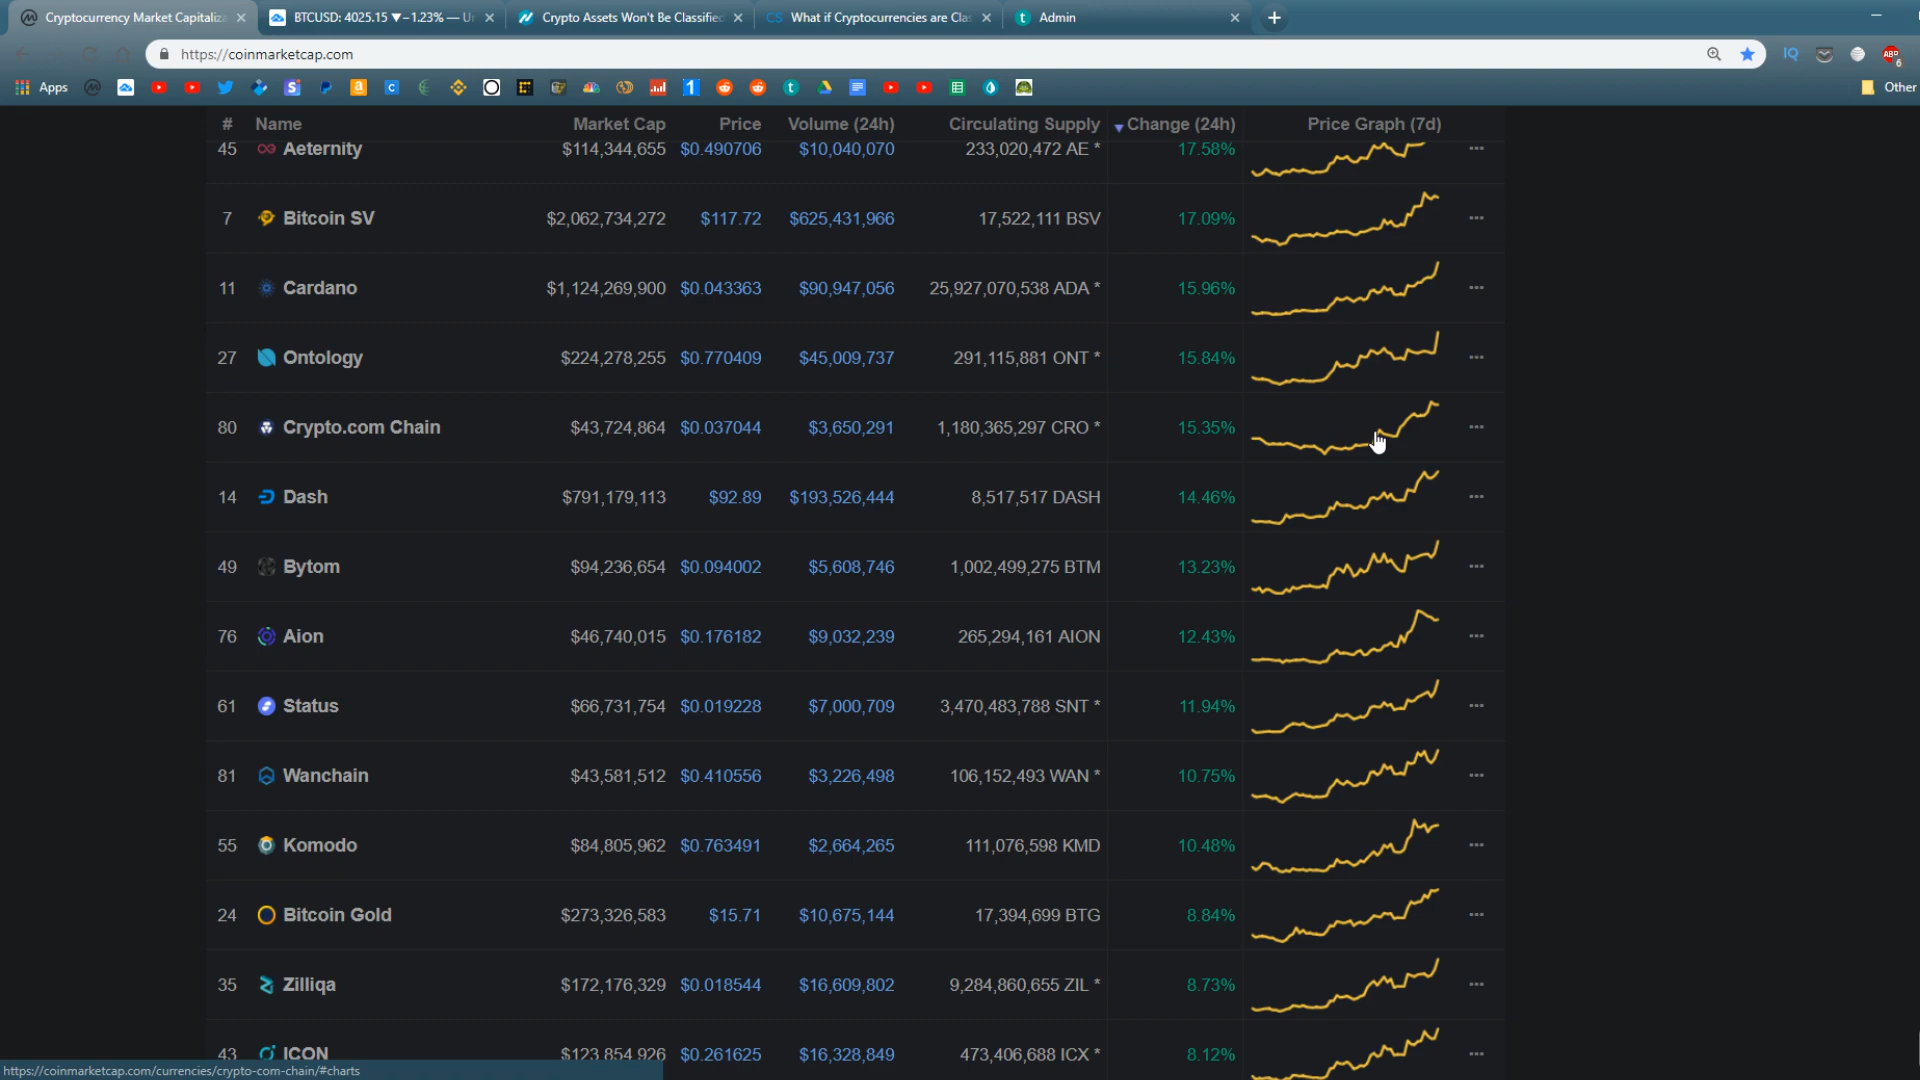 Cryptocurrency Market Capitaliza
BTCUSD: 4025.15 ▼−1.23% — Un
Crypto Assets Won't Be Classified
CS What if Cryptocurrencies are Clas
t Admin
https://coinmarketcap.com
IQ
ABP 6
Apps
Other
# Name Market Cap Price Volume (24h) Circulating Supply ▼ Change (24h) Price Graph (7d)
45 Aeternity $114,344,655 $0.490706 $10,040,070 233,020,472 AE * 17.58%
7 Bitcoin SV $2,062,734,272 $117.72 $625,431,966 17,522,111 BSV 17.09%
11 Cardano $1,124,269,900 $0.043363 $90,947,056 25,927,070,538 ADA * 15.96%
27 Ontology $224,278,255 $0.770409 $45,009,737 291,115,881 ONT * 15.84%
80 Crypto.com Chain $43,724,864 $0.037044 $3,650,291 1,180,365,297 CRO * 15.35%
14 Dash $791,179,113 $92.89 $193,526,444 8,517,517 DASH 14.46%
49 Bytom $94,236,654 $0.094002 $5,608,746 1,002,499,275 BTM 13.23%
76 Aion $46,740,015 $0.176182 $9,032,239 265,294,161 AION 12.43%
61 Status $66,731,754 $0.019228 $7,000,709 3,470,483,788 SNT * 11.94%
81 Wanchain $43,581,512 $0.410556 $3,226,498 106,152,493 WAN * 10.75%
55 Komodo $84,805,962 $0.763491 $2,664,265 111,076,598 KMD 10.48%
24 Bitcoin Gold $273,326,583 $15.71 $10,675,144 17,394,699 BTG 8.84%
35 Zilliqa $172,176,329 $0.018544 $16,609,802 9,284,860,655 ZIL * 8.73%
43 ICON $123,854,926 $0.261625 $16,328,849 473,406,688 ICX * 8.12%
https://coinmarketcap.com/currencies/crypto-com-chain/#charts